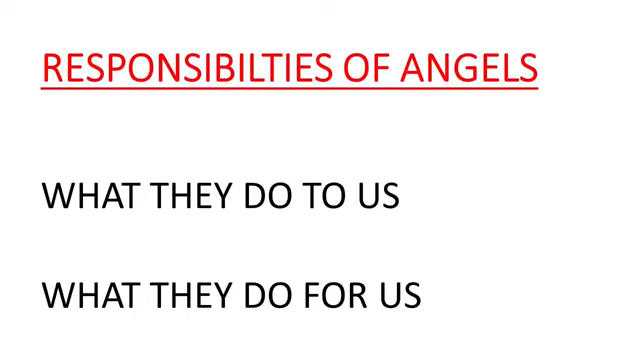 RESPONSIBILTIES OF ANGELS
WHAT THEY DO TO US
WHAT THEY DO FOR US